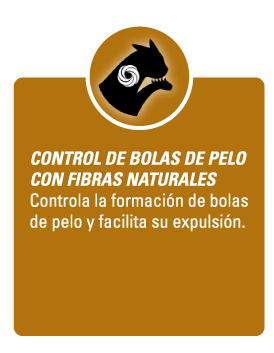 CONTROL DE BOLAS DE PELO
CON FIBRAS NATURALES
Controla la formación de bolas
de pelo y facilita su expulsión.